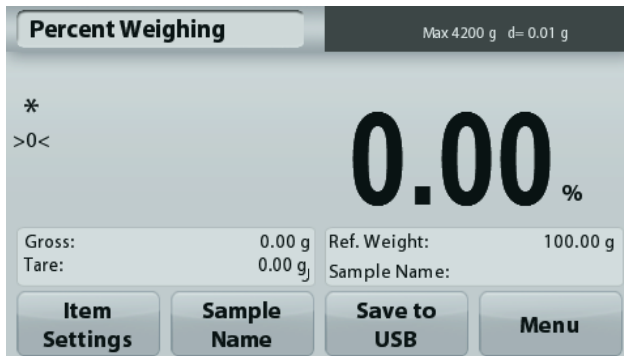 Percent Weighing
Max 4200 g d= 0.01 g
*
>0<
0.00 %
Gross: 0.00 g
Tare: 0.00 g
Ref. Weight: 100.00 g
Sample Name:
Item Settings
Sample Name
Save to USB
Menu